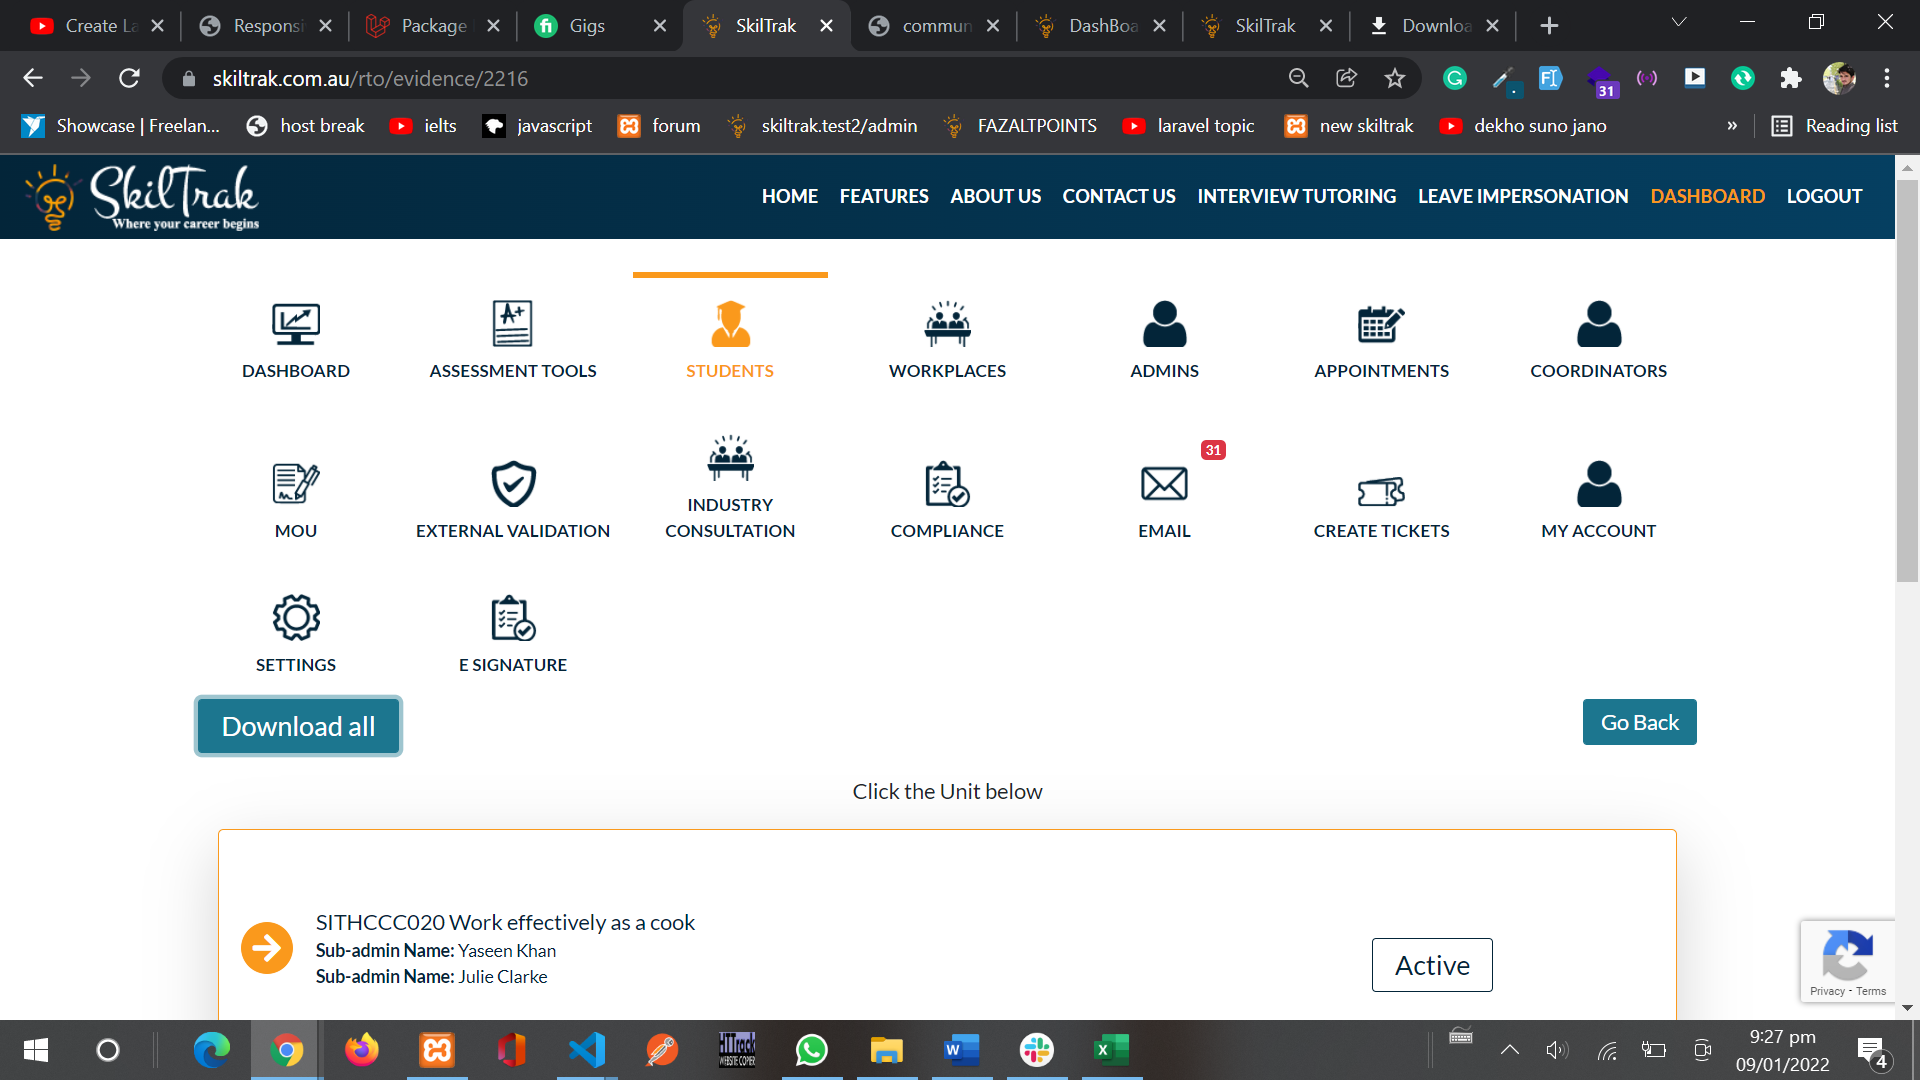 Create La
Responsi
Package
Gigs
SkilTrak
commun
DashBoa
SkilTrak
Downloa
skiltrak.com.au/rto/evidence/2216
31
Showcase | Freelan...
host break
ielts
javascript
forum
skiltrak.test2/admin
FAZALTPOINTS
laravel topic
new skiltrak
dekho suno jano
»
Reading list
SkilTrak
Where your career begins
HOME
FEATURES
ABOUT US
CONTACT US
INTERVIEW TUTORING
LEAVE IMPERSONATION
DASHBOARD
LOGOUT
A+
DASHBOARD
ASSESSMENT TOOLS
STUDENTS
WORKPLACES
ADMINS
APPOINTMENTS
COORDINATORS
31
MOU
EXTERNAL VALIDATION
INDUSTRY
CONSULTATION
COMPLIANCE
EMAIL
CREATE TICKETS
MY ACCOUNT
SETTINGS
E SIGNATURE
Download all
Go Back
Click the Unit below
SITHCCC020 Work effectively as a cook
Sub-admin Name: Yaseen Khan
Sub-admin Name: Julie Clarke
Active
Privacy - Terms
HTTrack
WEBSITE COPIER
9:27 pm
09/01/2022
4